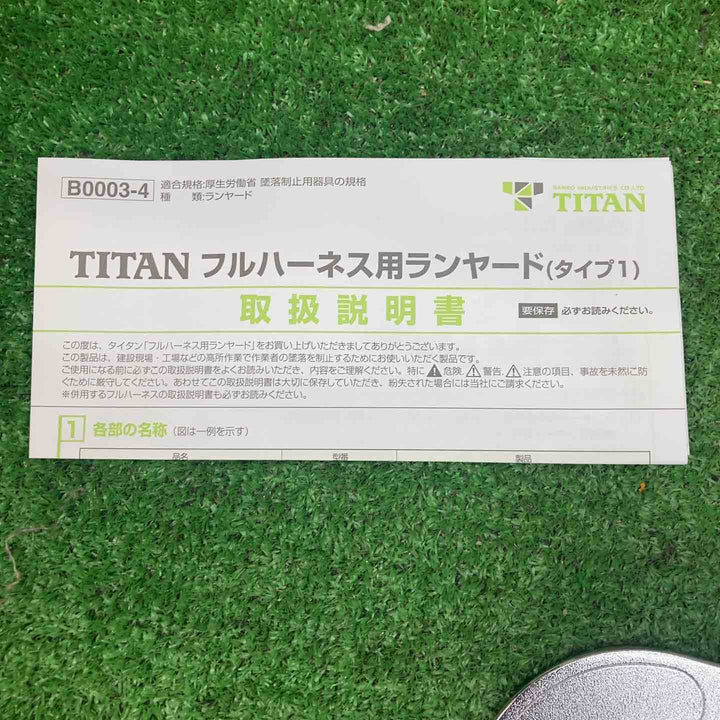 B0003-4
適合規格:厚生労働省 墜落制止用器具の規格
種 類:ランヤード
SANKO INDUSTRIES CO.,LTD
TITAN
TITAN フルハーネス用ランヤード(タイプ1)
取扱説明書
要保存 必ずお読みください。
この度は、タイタン「フルハーネス用ランヤード」をお買い上げいただきましてありがとうございます。
この製品は、建設現場・工場などの高所作業で作業者の墜落を制止するためにお使いいただく製品です。
ご使用になる前に必ずこの取扱説明書をよくお読みいただき、内容をご理解ください。特に⚠危険、⚠警告、⚠注意の項目、事故を未然に防
ぐために厳守してください。あわせてこの取扱説明書は大切に保存していただき、紛失された場合には当社にご請求ください。
※併用するフルハーネスの取扱説明書も必ずお読みください。
1 各部の名称 (図は一例を示す)
品名 型番 製品